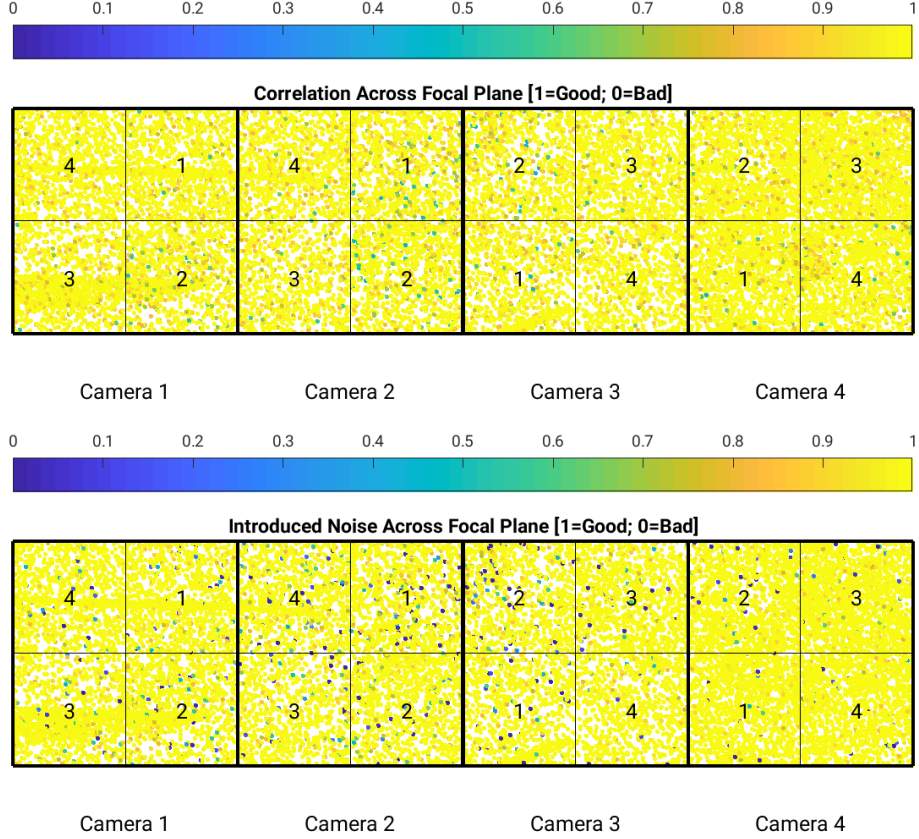 0 0.1 0.2 0.3 0.4 0.5 0.6 0.7 0.8 0.9 1
Correlation Across Focal Plane [1=Good; 0=Bad]
4 1 4 1 2 3 2 3
3 2 3 2 1 4 1 4
Camera 1 Camera 2 Camera 3 Camera 4
0 0.1 0.2 0.3 0.4 0.5 0.6 0.7 0.8 0.9 1
Introduced Noise Across Focal Plane [1=Good; 0=Bad]
4 1 4 1 2 3 2 3
3 2 3 2 1 4 1 4
Camera 1 Camera 2 Camera 3 Camera 4